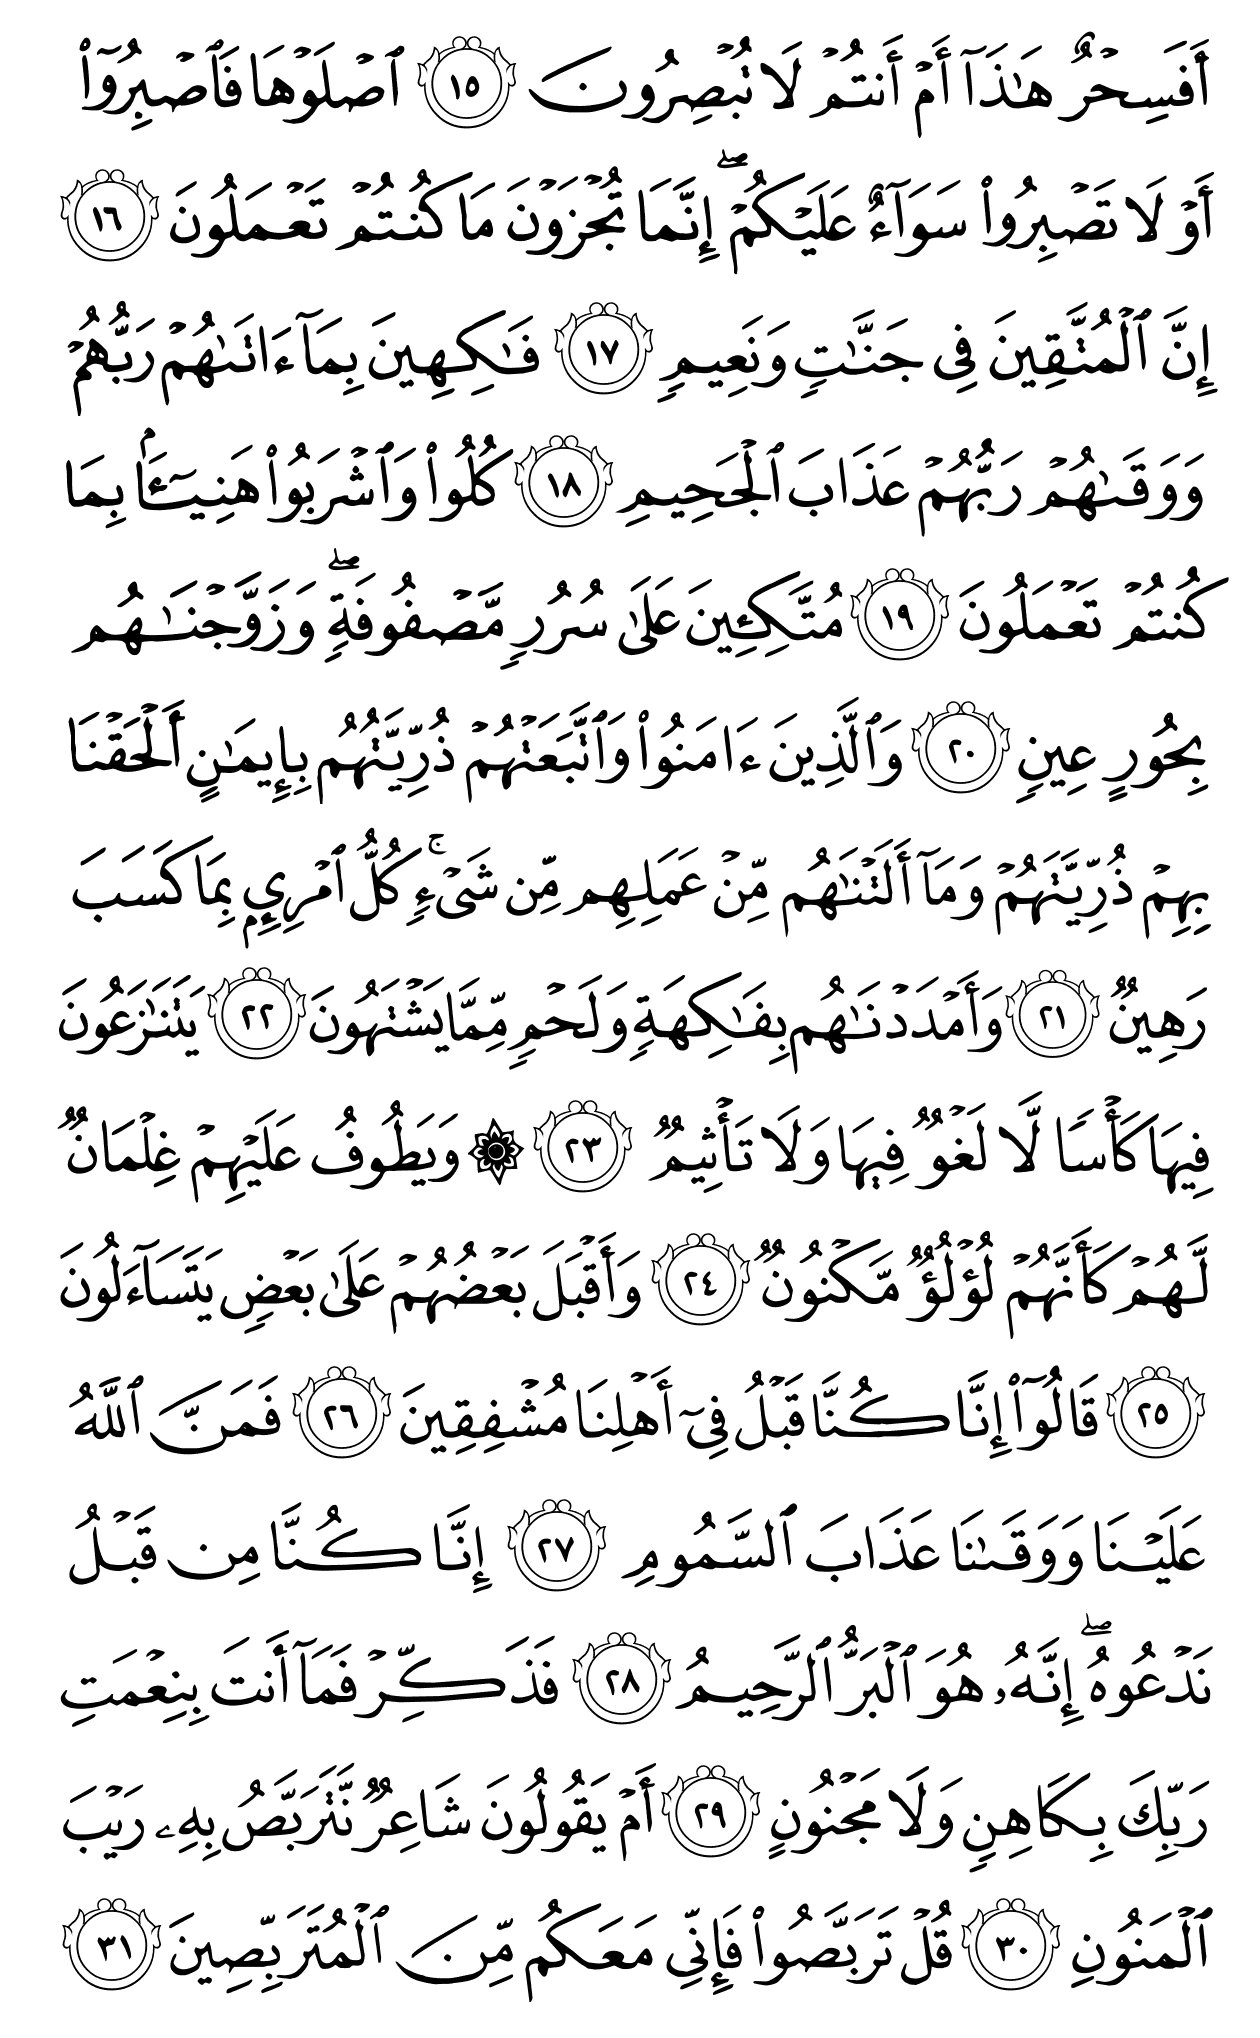 أَفَسِحْرٌ هَٰذَآ أَمْ أَنتُمْ لَا تُبْصِرُونَ ١٥ ٱصْلَوْهَا فَٱصْبِرُوٓا۟
أَوْ لَا تَصْبِرُوا۟ سَوَآءٌ عَلَيْكُمْ ۖ إِنَّمَا تُجْزَوْنَ مَا كُنتُمْ تَعْمَلُونَ ١٦
إِنَّ ٱلْمُتَّقِينَ فِى جَنَّٰتٍ وَنَعِيمٍ ١٧ فَٰكِهِينَ بِمَآ ءَاتَىٰهُمْ رَبُّهُمْ
وَوَقَىٰهُمْ رَبُّهُمْ عَذَابَ ٱلْجَحِيمِ ١٨ كُلُوا۟ وَٱشْرَبُوا۟ هَنِيٓـًٔۢا بِمَا
كُنتُمْ تَعْمَلُونَ ١٩ مُتَّكِـِٔينَ عَلَىٰ سُرُرٍ مَّصْفُوفَةٍ ۖ وَزَوَّجْنَٰهُم
بِحُورٍ عِينٍ ٢٠ وَٱلَّذِينَ ءَامَنُوا۟ وَٱتَّبَعَتْهُمْ ذُرِّيَّتُهُم بِإِيمَٰنٍ أَلْحَقْنَا
بِهِمْ ذُرِّيَّتَهُمْ وَمَآ أَلَتْنَٰهُم مِّنْ عَمَلِهِم مِّن شَىْءٍ ۚ كُلُّ ٱمْرِئٍۭ بِمَا كَسَبَ
رَهِينٌ ٢١ وَأَمْدَدْنَٰهُم بِفَٰكِهَةٍ وَلَحْمٍ مِّمَّا يَشْتَهُونَ ٢٢ يَتَنَٰزَعُونَ
فِيهَا كَأْسًا لَّا لَغْوٌ فِيهَا وَلَا تَأْثِيمٌ ٢٣ ۞ وَيَطُوفُ عَلَيْهِمْ غِلْمَانٌ
لَّهُمْ كَأَنَّهُمْ لُؤْلُؤٌ مَّكْنُونٌ ٢٤ وَأَقْبَلَ بَعْضُهُمْ عَلَىٰ بَعْضٍ يَتَسَآءَلُونَ
٢٥ قَالُوٓا۟ إِنَّا كُنَّا قَبْلُ فِىٓ أَهْلِنَا مُشْفِقِينَ ٢٦ فَمَنَّ ٱللَّهُ
عَلَيْنَا وَوَقَىٰنَا عَذَابَ ٱلسَّمُومِ ٢٧ إِنَّا كُنَّا مِن قَبْلُ
نَدْعُوهُ ۖ إِنَّهُۥ هُوَ ٱلْبَرُّ ٱلرَّحِيمُ ٢٨ فَذَكِّرْ فَمَآ أَنتَ بِنِعْمَتِ
رَبِّكَ بِكَاهِنٍ وَلَا مَجْنُونٍ ٢٩ أَمْ يَقُولُونَ شَاعِرٌ نَّتَرَبَّصُ بِهِۦ رَيْبَ
ٱلْمَنُونِ ٣٠ قُلْ تَرَبَّصُوا۟ فَإِنِّى مَعَكُم مِّنَ ٱلْمُتَرَبِّصِينَ ٣١